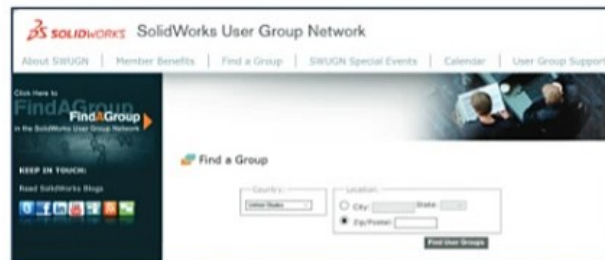 SOLIDWORKS SolidWorks User Group Network
About SWUGN | Member Benefits | Find a Group | SWUGN Special Events | Calendar | User Group Support
Click Here to
FindAGroup
FindAGroup
in the SolidWorks User Group Network
KEEP IN TOUCH:
Read SolidWorks Blogs
Find a Group
Country:
United States
Location:
City: State:
Zip/Postal:
Find User Groups